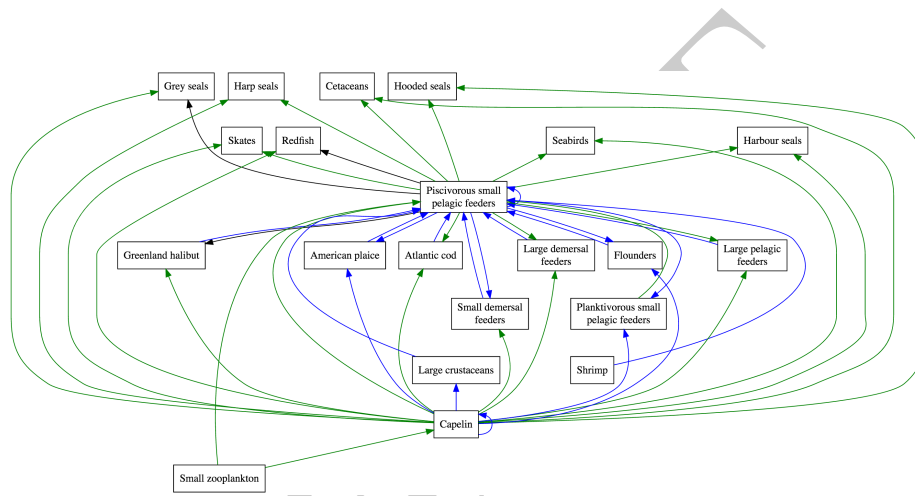 Grey seals
Harp seals
Cetaceans
Hooded seals
Skates
Redfish
Seabirds
Harbour seals
Piscivorous small
pelagic feeders
Greenland halibut
American plaice
Atlantic cod
Large demersal
feeders
Flounders
Large pelagic
feeders
Small demersal
feeders
Planktivorous small
pelagic feeders
Large crustaceans
Shrimp
Capelin
Small zooplankton